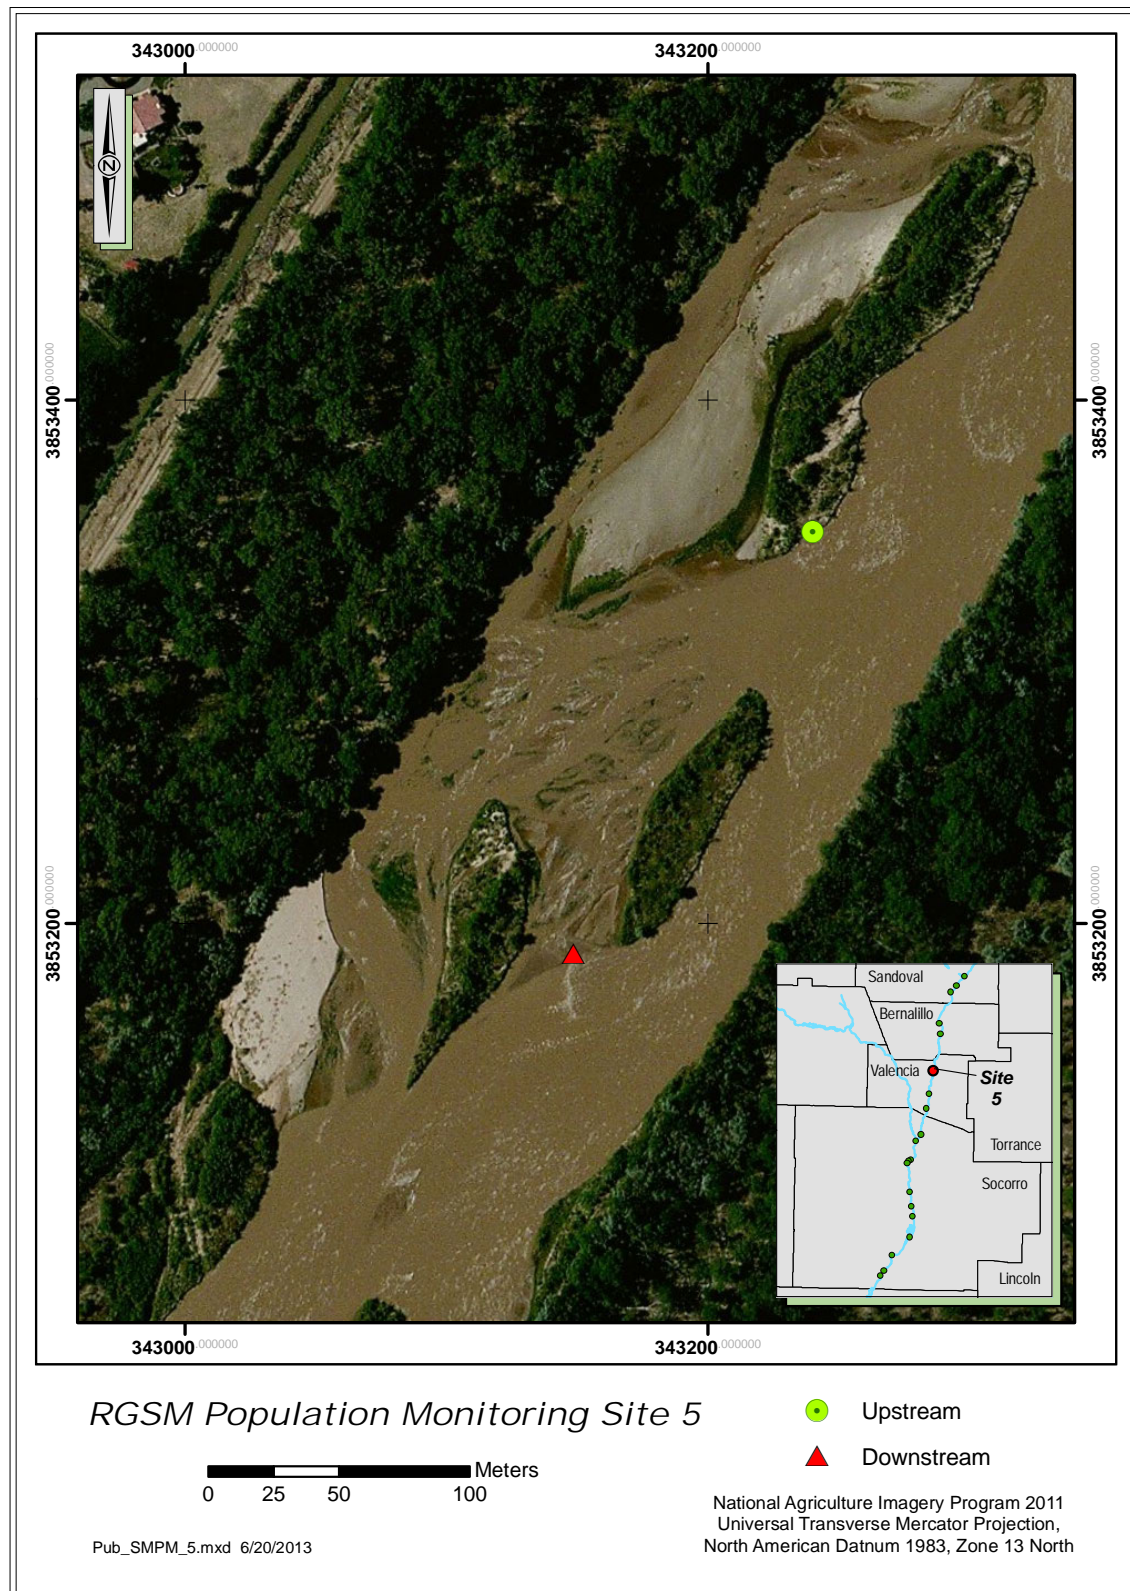 343000.000000 343200.000000
N
3853400.000000 3853400.000000
3853200.000000 3853200.000000
Sandoval
Bernalillo
Valencia
Site
5
Torrance
Socorro
Lincoln
343000.000000 343200.000000
RGSM Population Monitoring Site 5
Upstream
Meters
0 25 50 100
Downstream
National Agriculture Imagery Program 2011
Universal Transverse Mercator Projection,
North American Datnum 1983, Zone 13 North
Pub_SMPM_5.mxd 6/20/2013